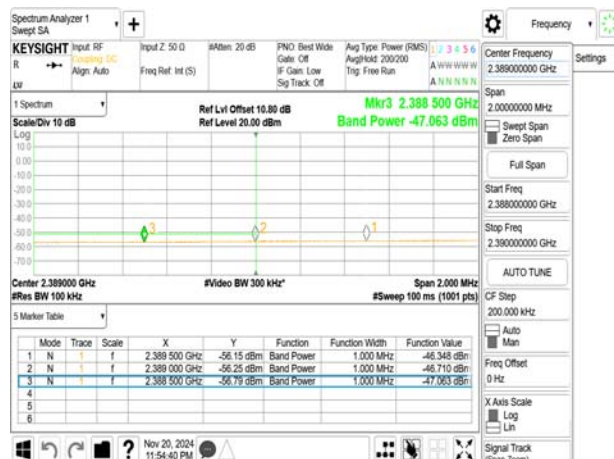 Spectrum Analyzer 1
Swept SA
+
Frequency
Settings
KEYSIGHT
R
Input: RF
Coupling: DC
Align: Auto
Input Z: 50 Ω
Freq Ref: Int (S)
#Atten: 20 dB
PNO: Best Wide
Gate: Off
IF Gain: Low
Sig Track: Off
Avg Type: Power (RMS)
Avg|Hold: 200/200
Trig: Free Run
1 2 3 4 5 6
A W W W W W
A N N N N N
1 Spectrum
Scale/Div 10 dB
Ref Lvl Offset 10.80 dB
Ref Level 20.00 dBm
Mkr3 2.388 500 GHz
Band Power -47.063 dBm
Log
10.0
0.00
-10.0
-20.0
-30.0
-40.0
-50.0
-60.0
-70.0
3
2
1
Center 2.389000 GHz
#Res BW 100 kHz
#Video BW 300 kHz*
Span 2.000 MHz
#Sweep 100 ms (1001 pts)
5 Marker Table
Mode Trace Scale X Y Function Function Width Function Value
1 N 1 f 2.389 500 GHz -56.15 dBm Band Power 1.000 MHz -46.348 dBm
2 N 1 f 2.389 000 GHz -56.25 dBm Band Power 1.000 MHz -46.710 dBm
3 N 1 f 2.388 500 GHz -56.79 dBm Band Power 1.000 MHz -47.063 dBm
4
5
6
Nov 20, 2024
11:54:40 PM
?
Center Frequency
2.389000000 GHz
Span
2.00000000 MHz
Swept Span
Zero Span
Full Span
Start Freq
2.388000000 GHz
Stop Freq
2.390000000 GHz
AUTO TUNE
CF Step
200.000 kHz
Auto
Man
Freq Offset
0 Hz
X Axis Scale
Log
Lin
Signal Track
(Span Zoom)